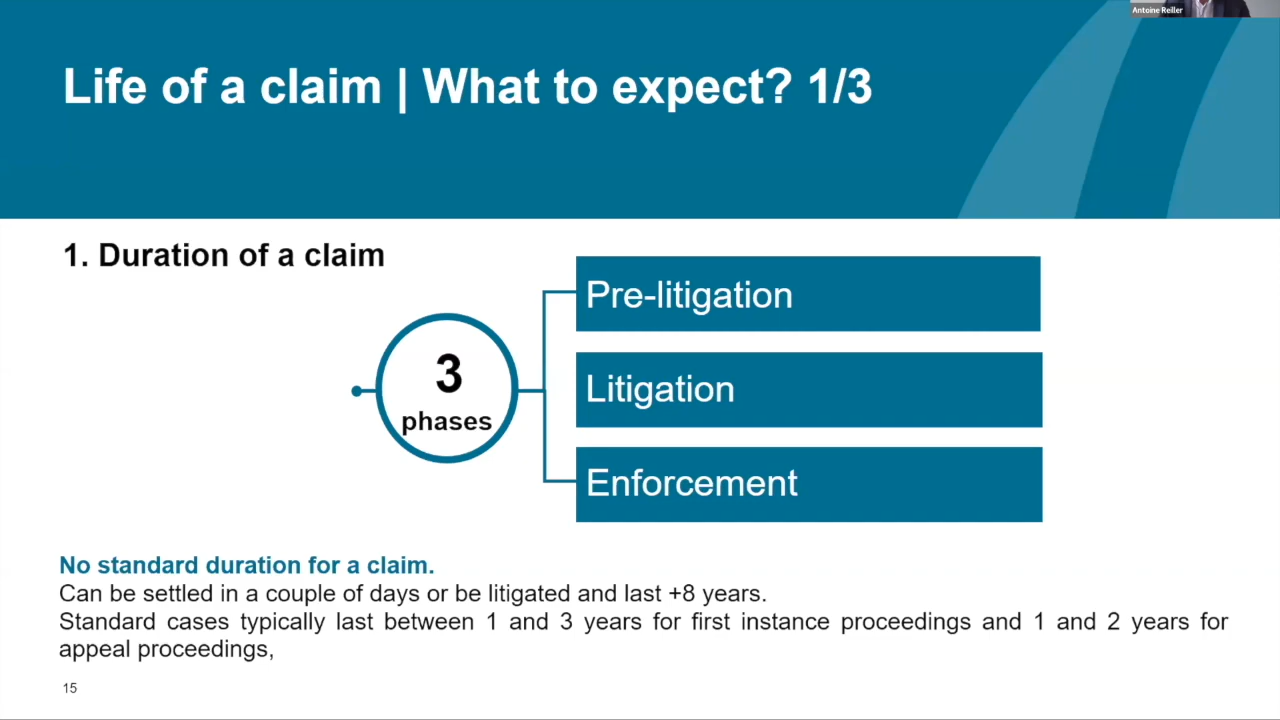 Antoine Reiller
Life of a claim | What to expect? 1/3
1. Duration of a claim
3
phases
Pre-litigation
Litigation
Enforcement
No standard duration for a claim.
Can be settled in a couple of days or be litigated and last +8 years.
Standard cases typically last between 1 and 3 years for first instance proceedings and 1 and 2 years for
appeal proceedings,
15